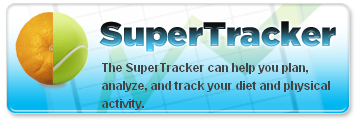 SuperTracker
The SuperTracker can help you plan,
analyze, and track your diet and physical
activity.